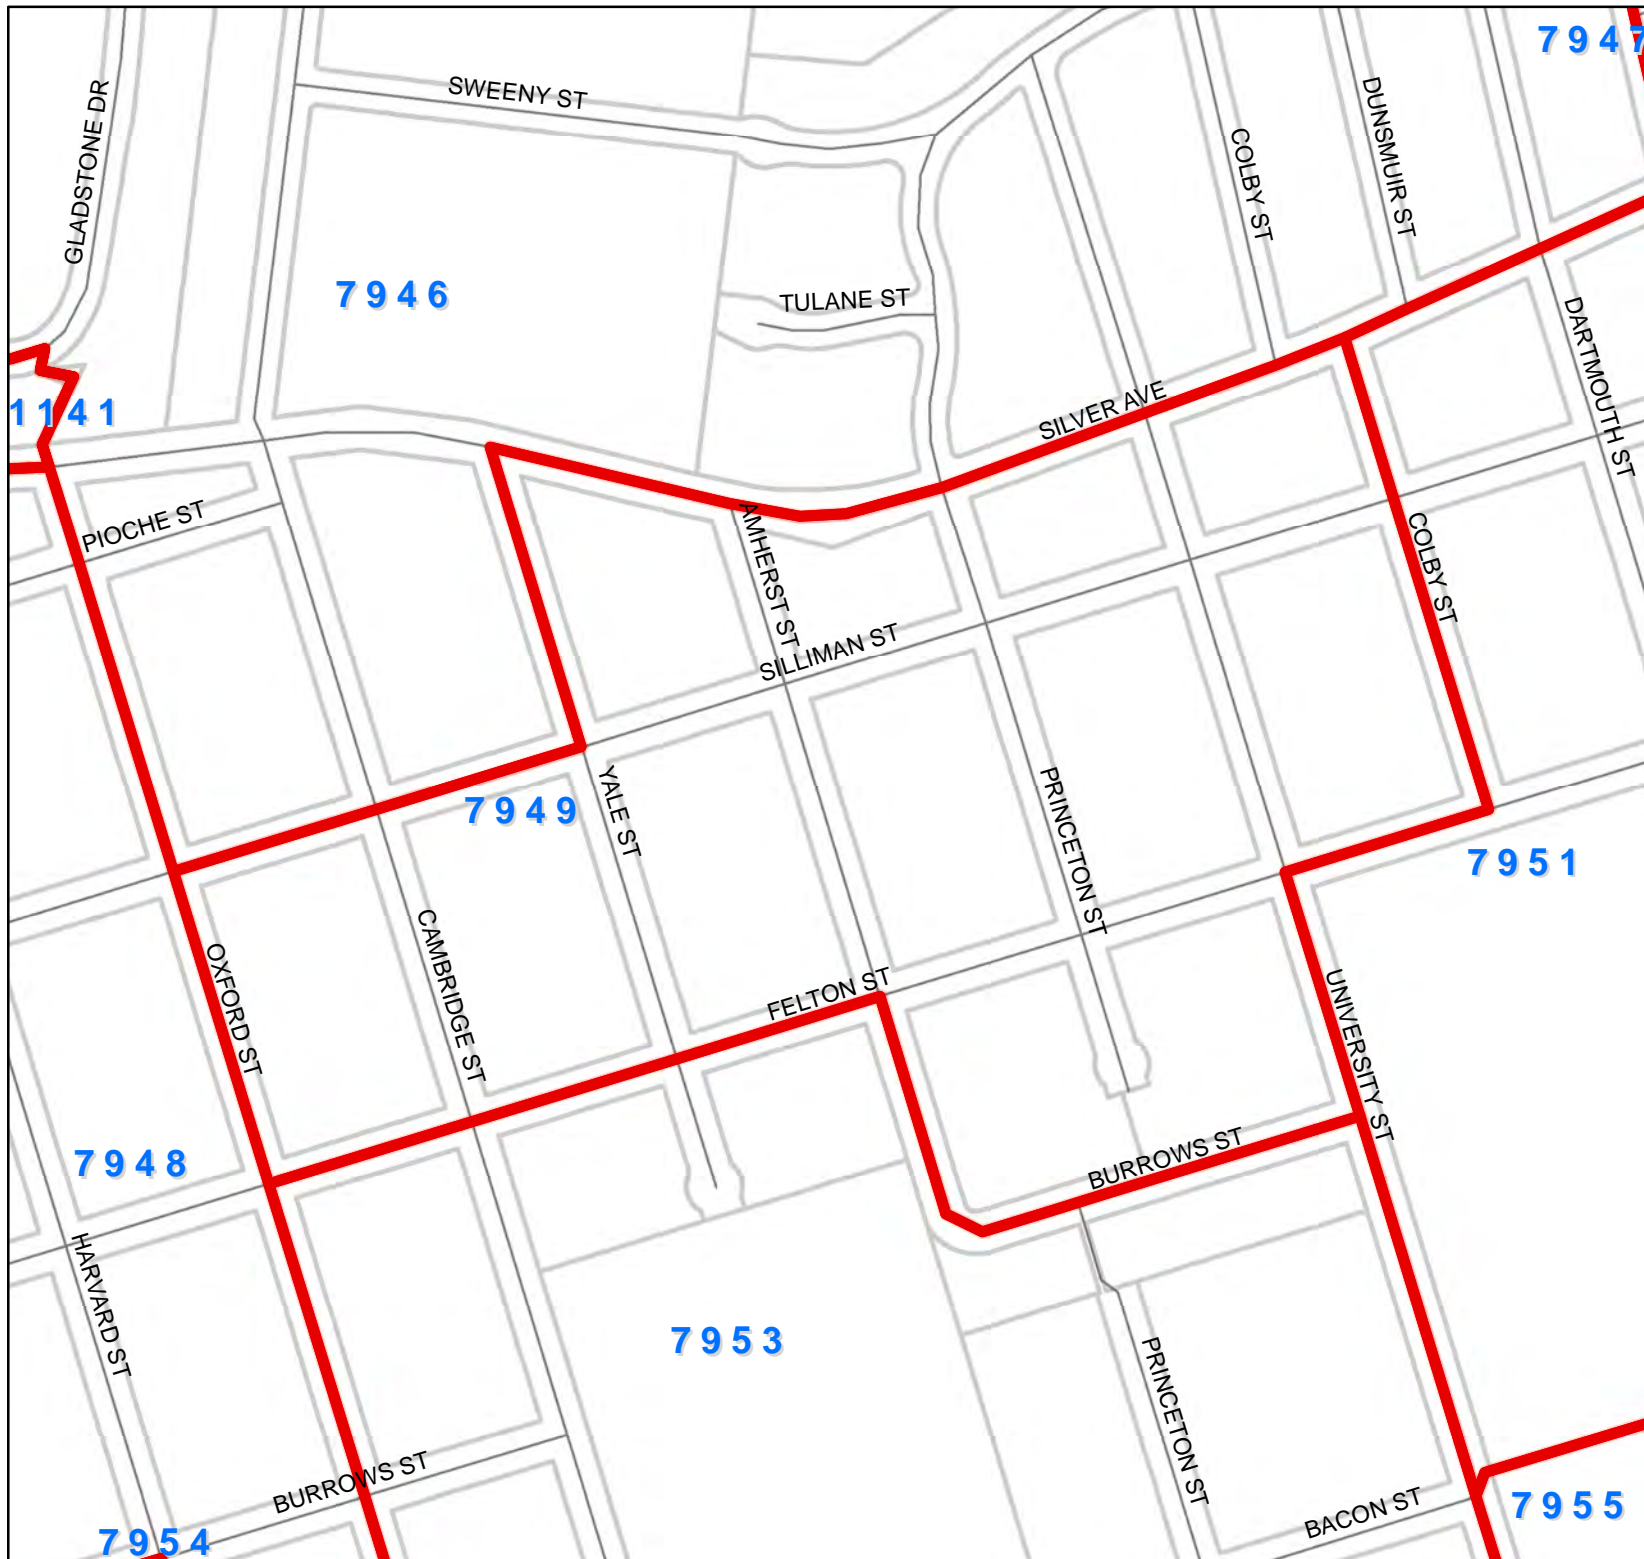 7947
SWEENY ST
GLADSTONE DR
DUNSMUIR ST
COLBY ST
7946
TULANE ST
DARTMOUTH ST
SILVER AVE
1141
PIOCHE ST
AMHERST ST
COLBY ST
SILLIMAN ST
7949
YALE ST
PRINCETON ST
7951
OXFORD ST
CAMBRIDGE ST
FELTON ST
UNIVERSITY ST
7948
BURROWS ST
HARVARD ST
7953
PRINCETON ST
BURROWS ST
BACON ST
7955
7954